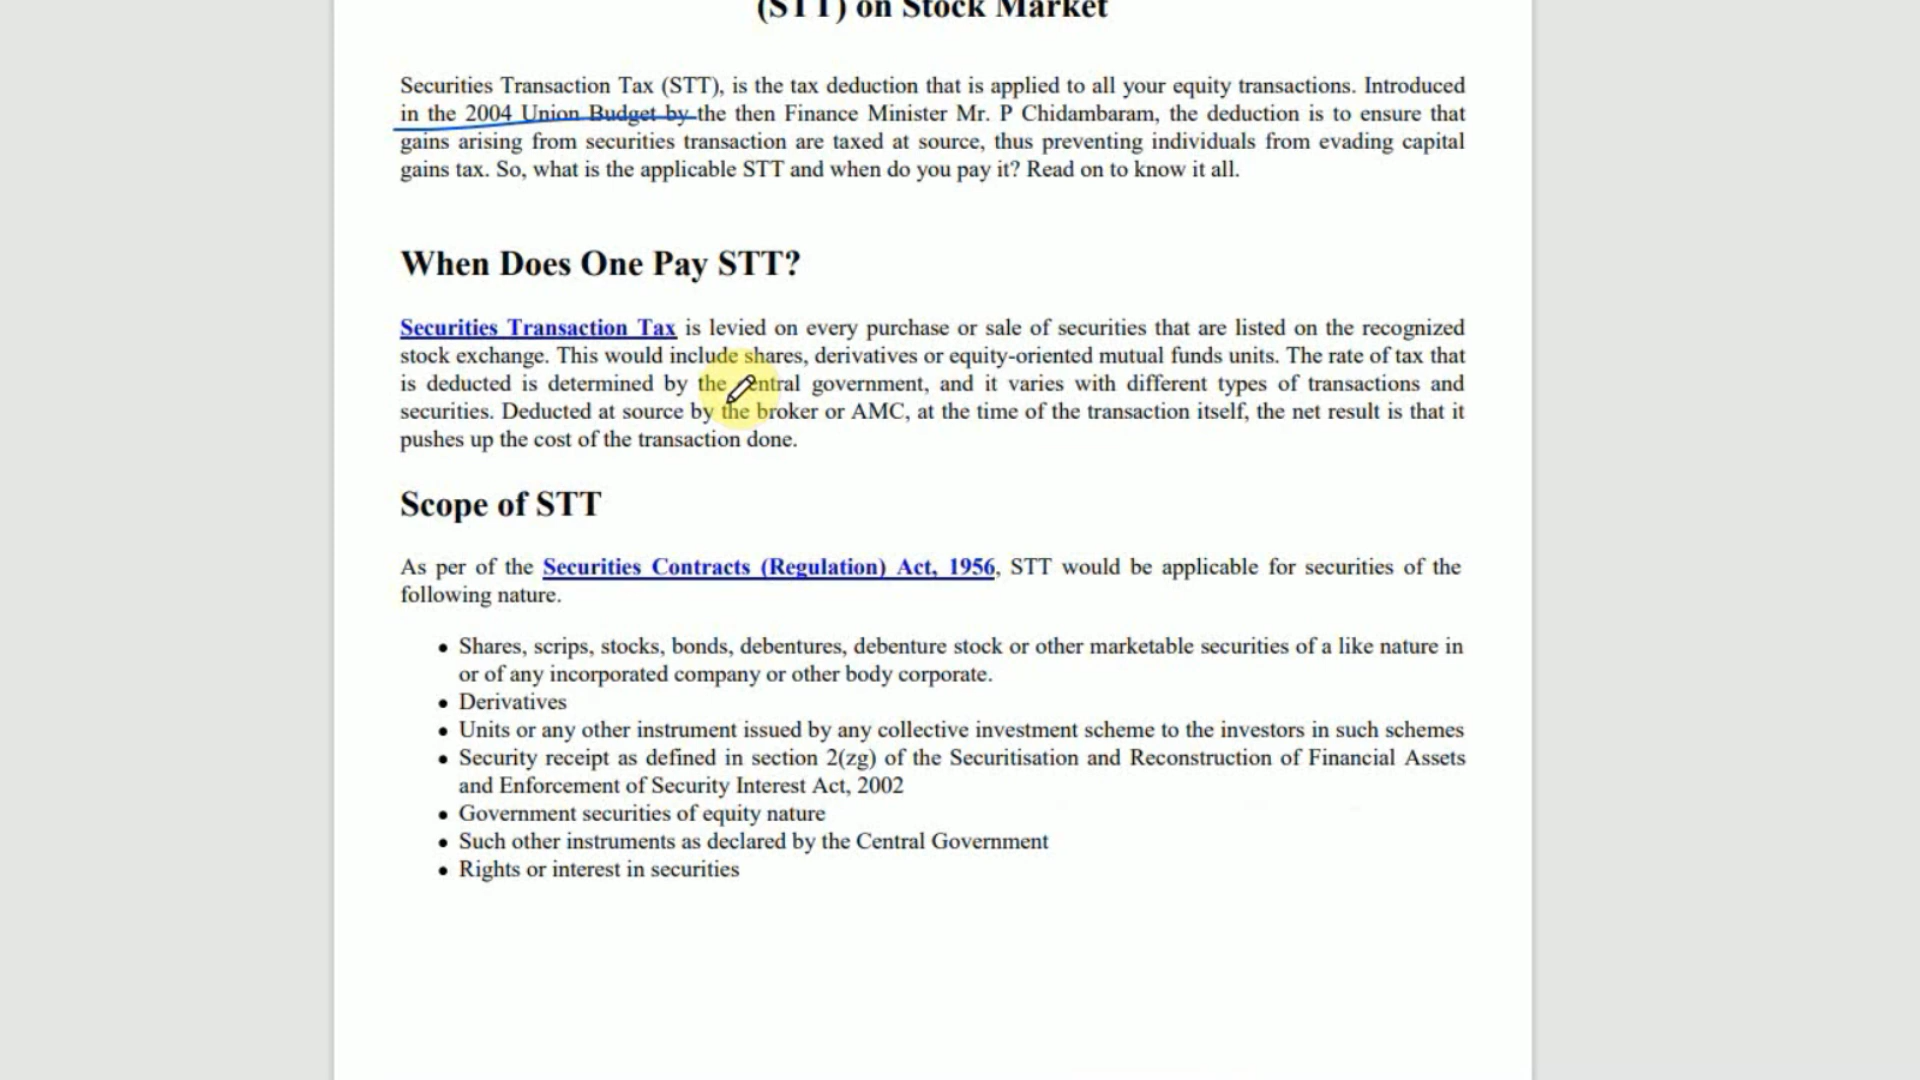 (STT) on Stock Market
Securities Transaction Tax (STT), is the tax deduction that is applied to all your equity transactions. Introduced
in the 2004 Union Budget by the then Finance Minister Mr. P Chidambaram, the deduction is to ensure that
gains arising from securities transaction are taxed at source, thus preventing individuals from evading capital
gains tax. So, what is the applicable STT and when do you pay it? Read on to know it all.
When Does One Pay STT?
Securities Transaction Tax is levied on every purchase or sale of securities that are listed on the recognized
stock exchange. This would include shares, derivatives or equity-oriented mutual funds units. The rate of tax that
is deducted is determined by the central government, and it varies with different types of transactions and
securities. Deducted at source by the broker or AMC, at the time of the transaction itself, the net result is that it
pushes up the cost of the transaction done.
Scope of STT
As per of the Securities Contracts (Regulation) Act, 1956, STT would be applicable for securities of the
following nature.
• Shares, scrips, stocks, bonds, debentures, debenture stock or other marketable securities of a like nature in
or of any incorporated company or other body corporate.
• Derivatives
• Units or any other instrument issued by any collective investment scheme to the investors in such schemes
• Security receipt as defined in section 2(zg) of the Securitisation and Reconstruction of Financial Assets
and Enforcement of Security Interest Act, 2002
• Government securities of equity nature
• Such other instruments as declared by the Central Government
• Rights or interest in securities